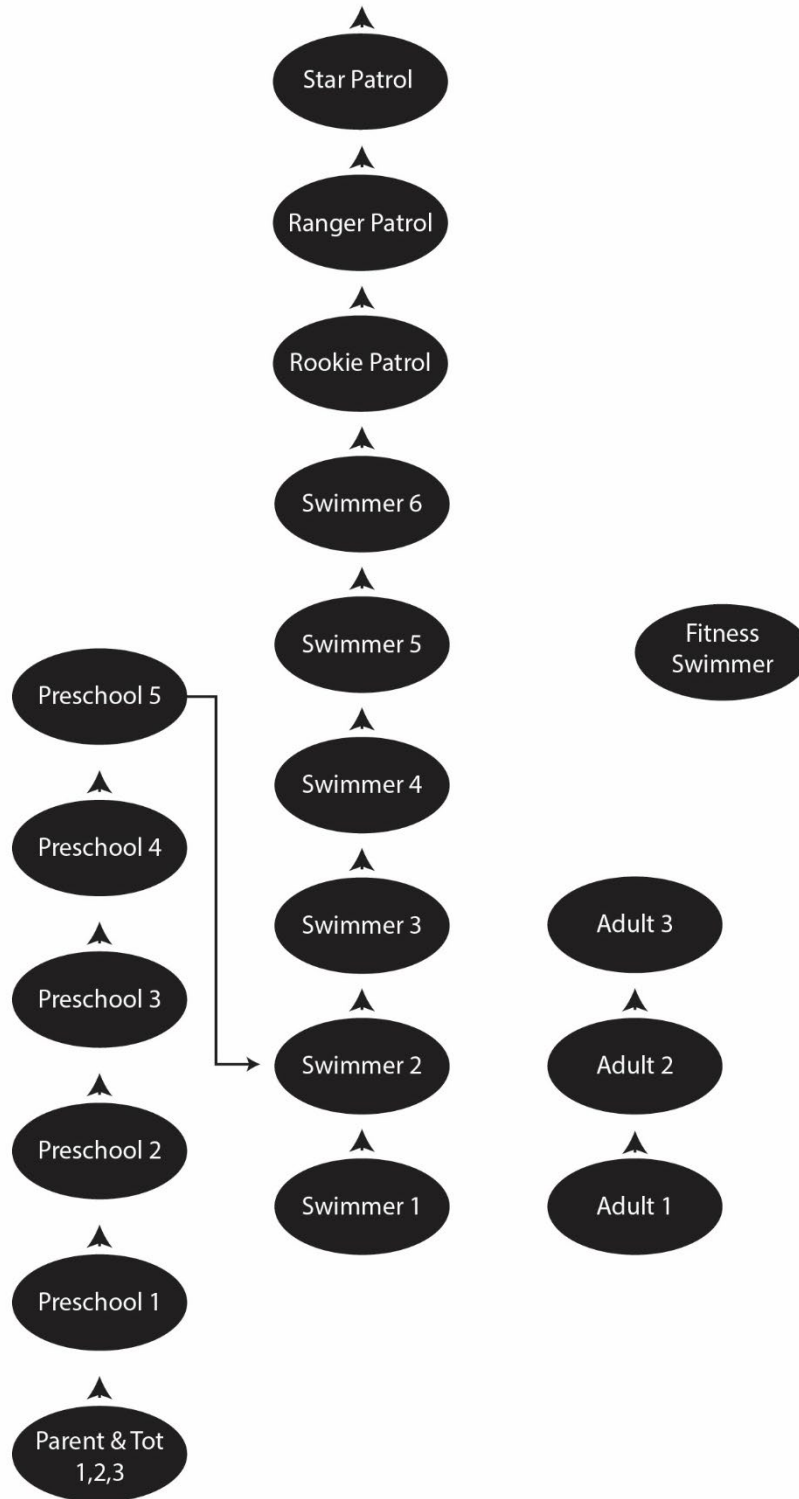 Star Patrol
Ranger Patrol
Rookie Patrol
Swimmer 6
Swimmer 5
Fitness
Swimmer
Preschool 5
Swimmer 4
Preschool 4
Swimmer 3
Adult 3
Preschool 3
Swimmer 2
Adult 2
Preschool 2
Swimmer 1
Adult 1
Preschool 1
Parent & Tot
1,2,3